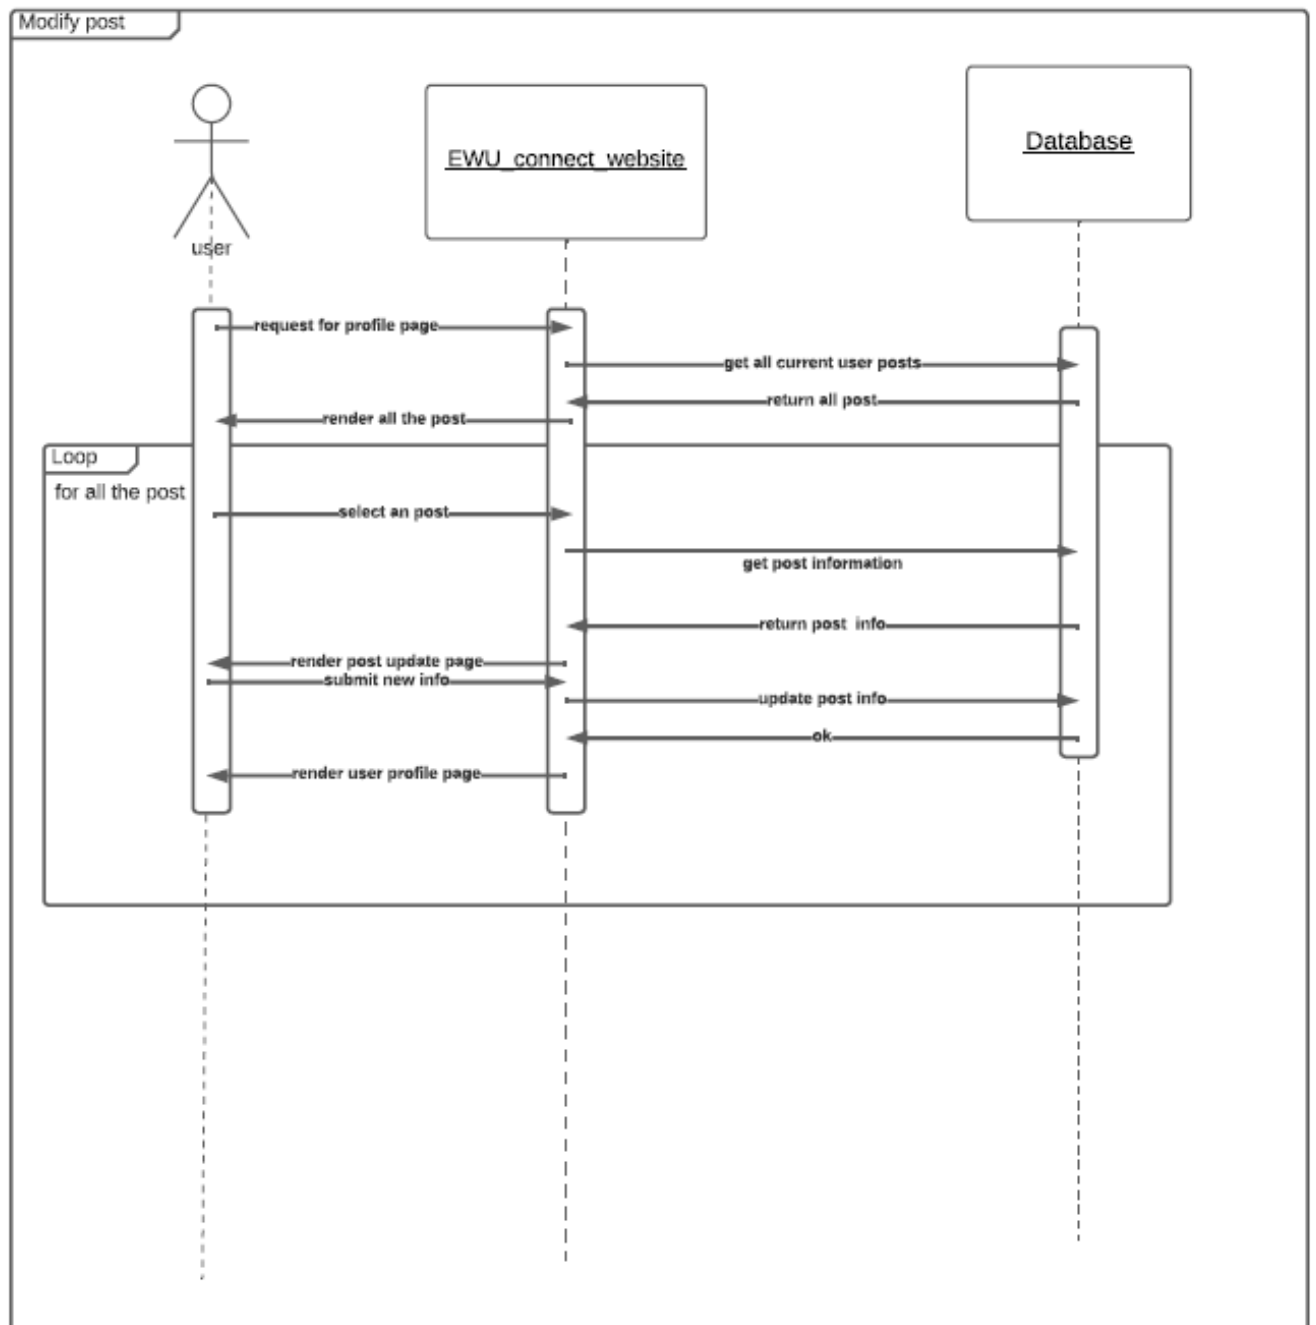 Modify post
user
EWU_connect_website
Database
request for profile page
get all current user posts
return all post
render all the post
Loop
for all the post
select an post
get post information
return post  info
render post update page
submit new info
update post info
ok
render user profile page